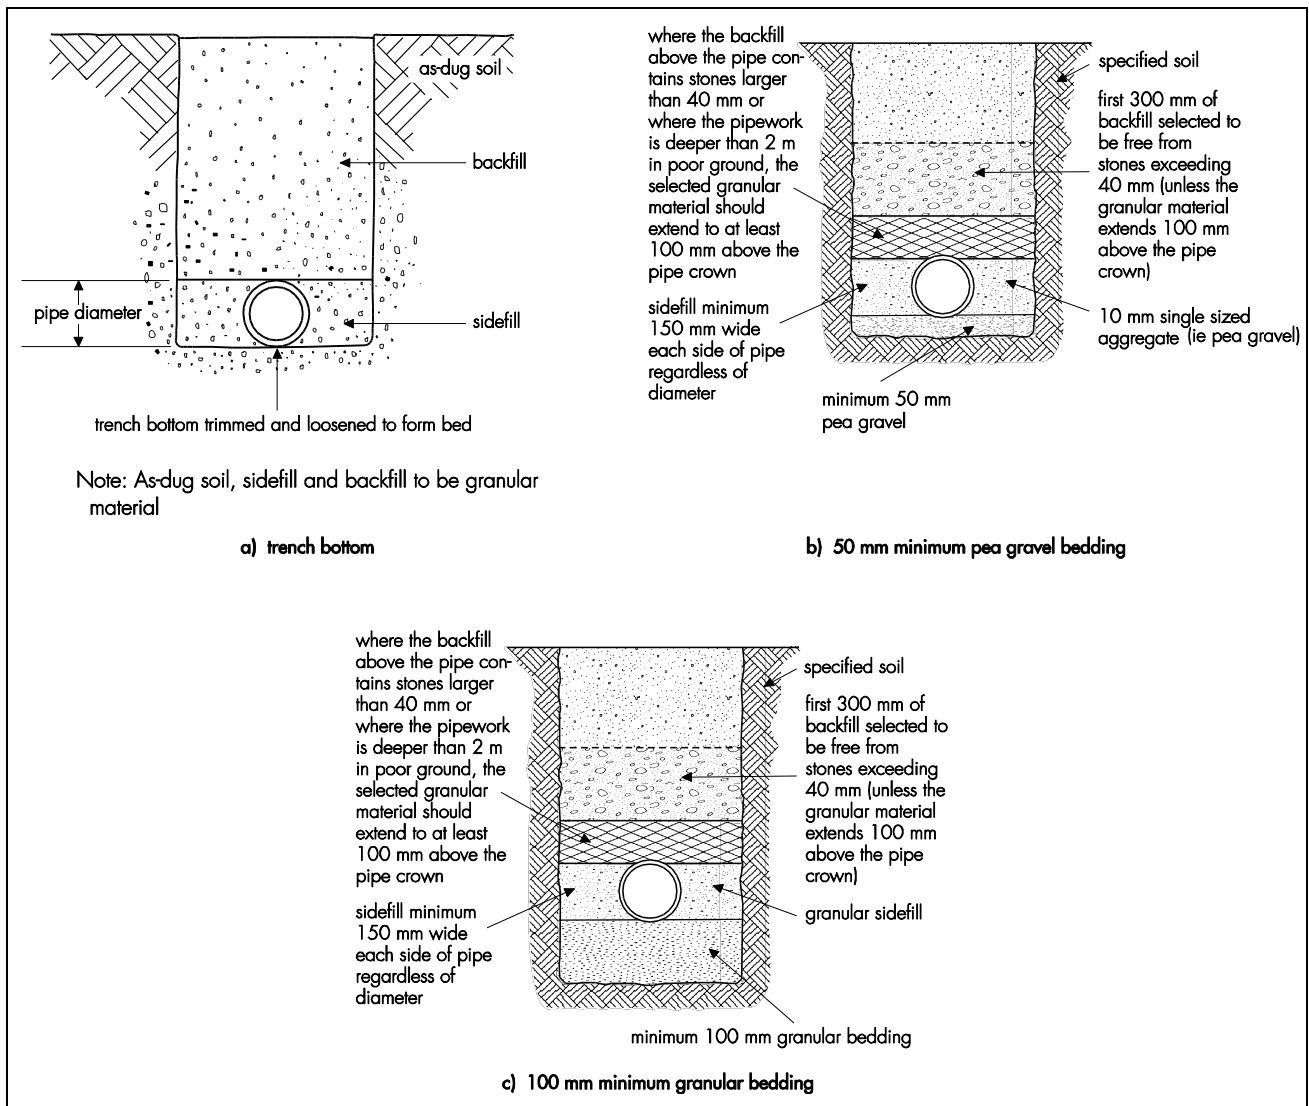 as-dug soil
backfill
pipe diameter
sidefill
trench bottom trimmed and loosened to form bed
Note: As-dug soil, sidefill and backfill to be granular
material
a) trench bottom
where the backfill
above the pipe con-
tains stones larger
than 40 mm or
where the pipework
is deeper than 2 m
in poor ground, the
selected granular
material should
extend to at least
100 mm above the
pipe crown
sidefill minimum
150 mm wide
each side of pipe
regardless of
diameter
specified soil
first 300 mm of
backfill selected to
be free from
stones exceeding
40 mm (unless the
granular material
extends 100 mm
above the pipe
crown)
10 mm single sized
aggregate (ie pea gravel)
minimum 50 mm
pea gravel
b) 50 mm minimum pea gravel bedding
where the backfill
above the pipe con-
tains stones larger
than 40 mm or
where the pipework
is deeper than 2 m
in poor ground, the
selected granular
material should
extend to at least
100 mm above the
pipe crown
sidefill minimum
150 mm wide
each side of pipe
regardless of
diameter
specified soil
first 300 mm of
backfill selected to
be free from
stones exceeding
40 mm (unless the
granular material
extends 100 mm
above the pipe
crown)
granular sidefill
minimum 100 mm granular bedding
c) 100 mm minimum granular bedding